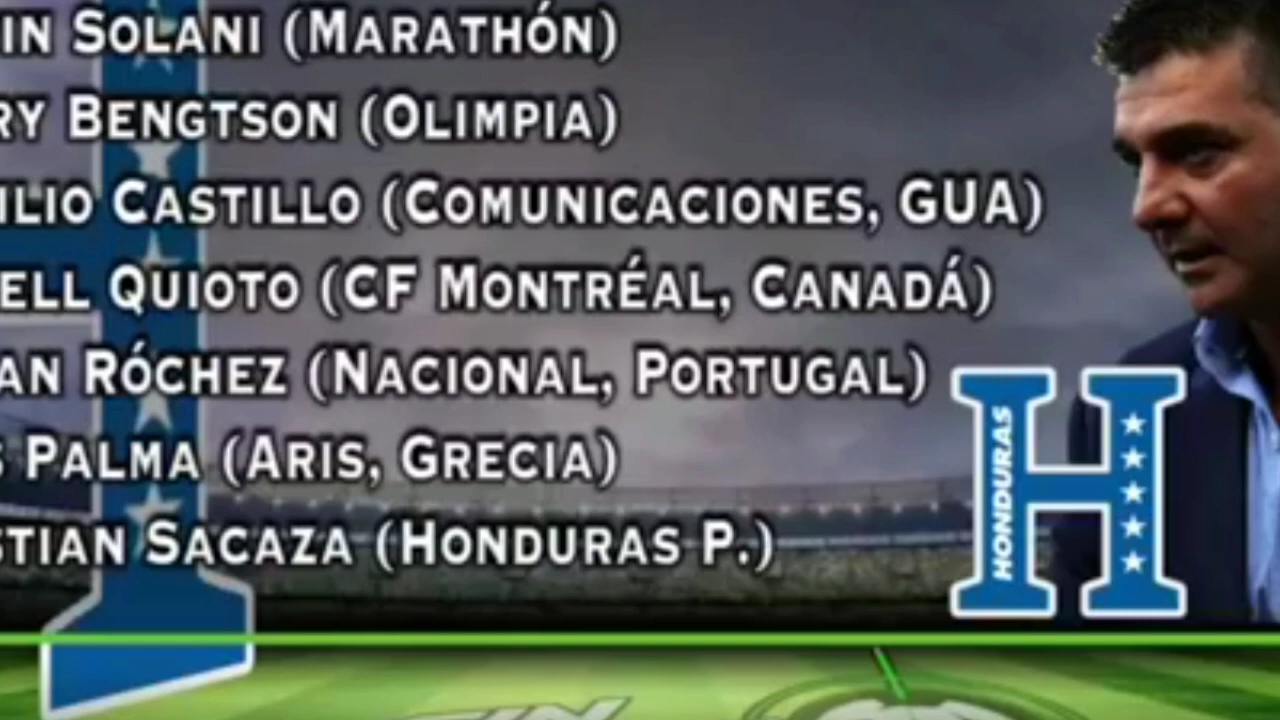 IN SOLANI (MARATHÓN)
RY BENGTSON (OLIMPIA)
ILIO CASTILLO (COMUNICACIONES, GUA)
ELL QUIOTO (CF MONTRÉAL, CANADÁ)
AN RÓCHEZ (NACIONAL, PORTUGAL)
S PALMA (ARIS, GRECIA)
STIAN SACAZA (HONDURAS P.)
HONDURAS
H